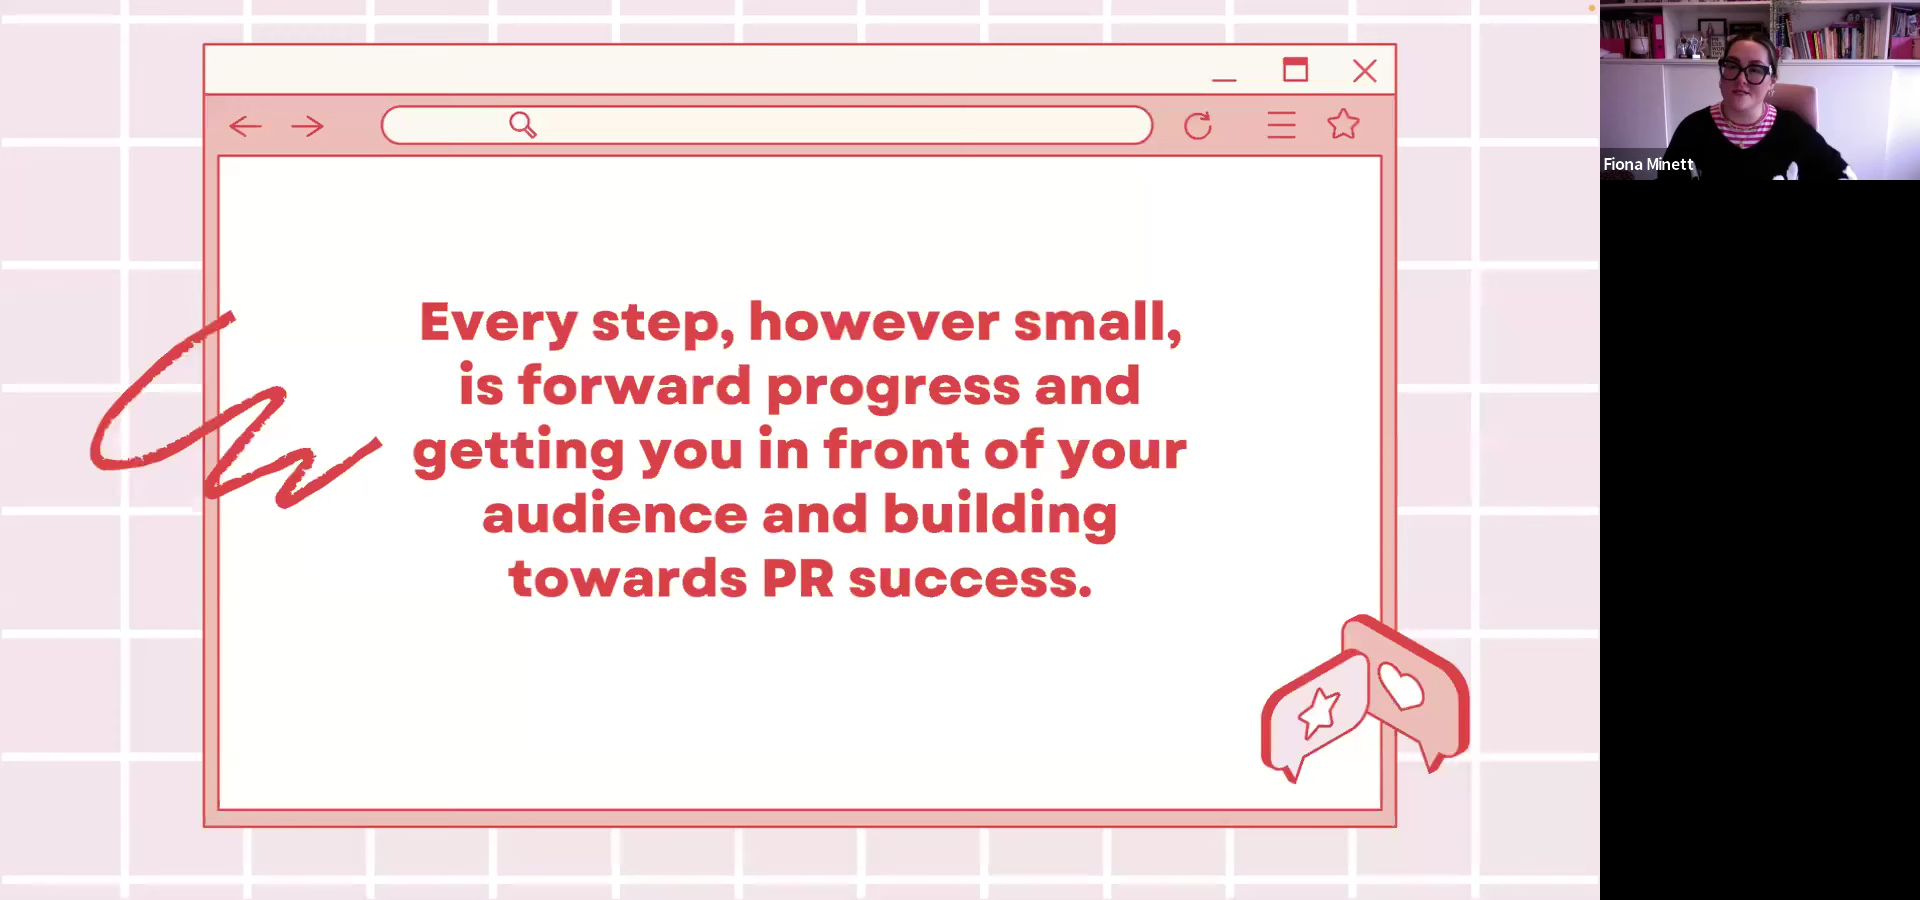 Every step, however small,
is forward progress and
getting you in front of your
audience and building
towards PR success.
Fiona Minett